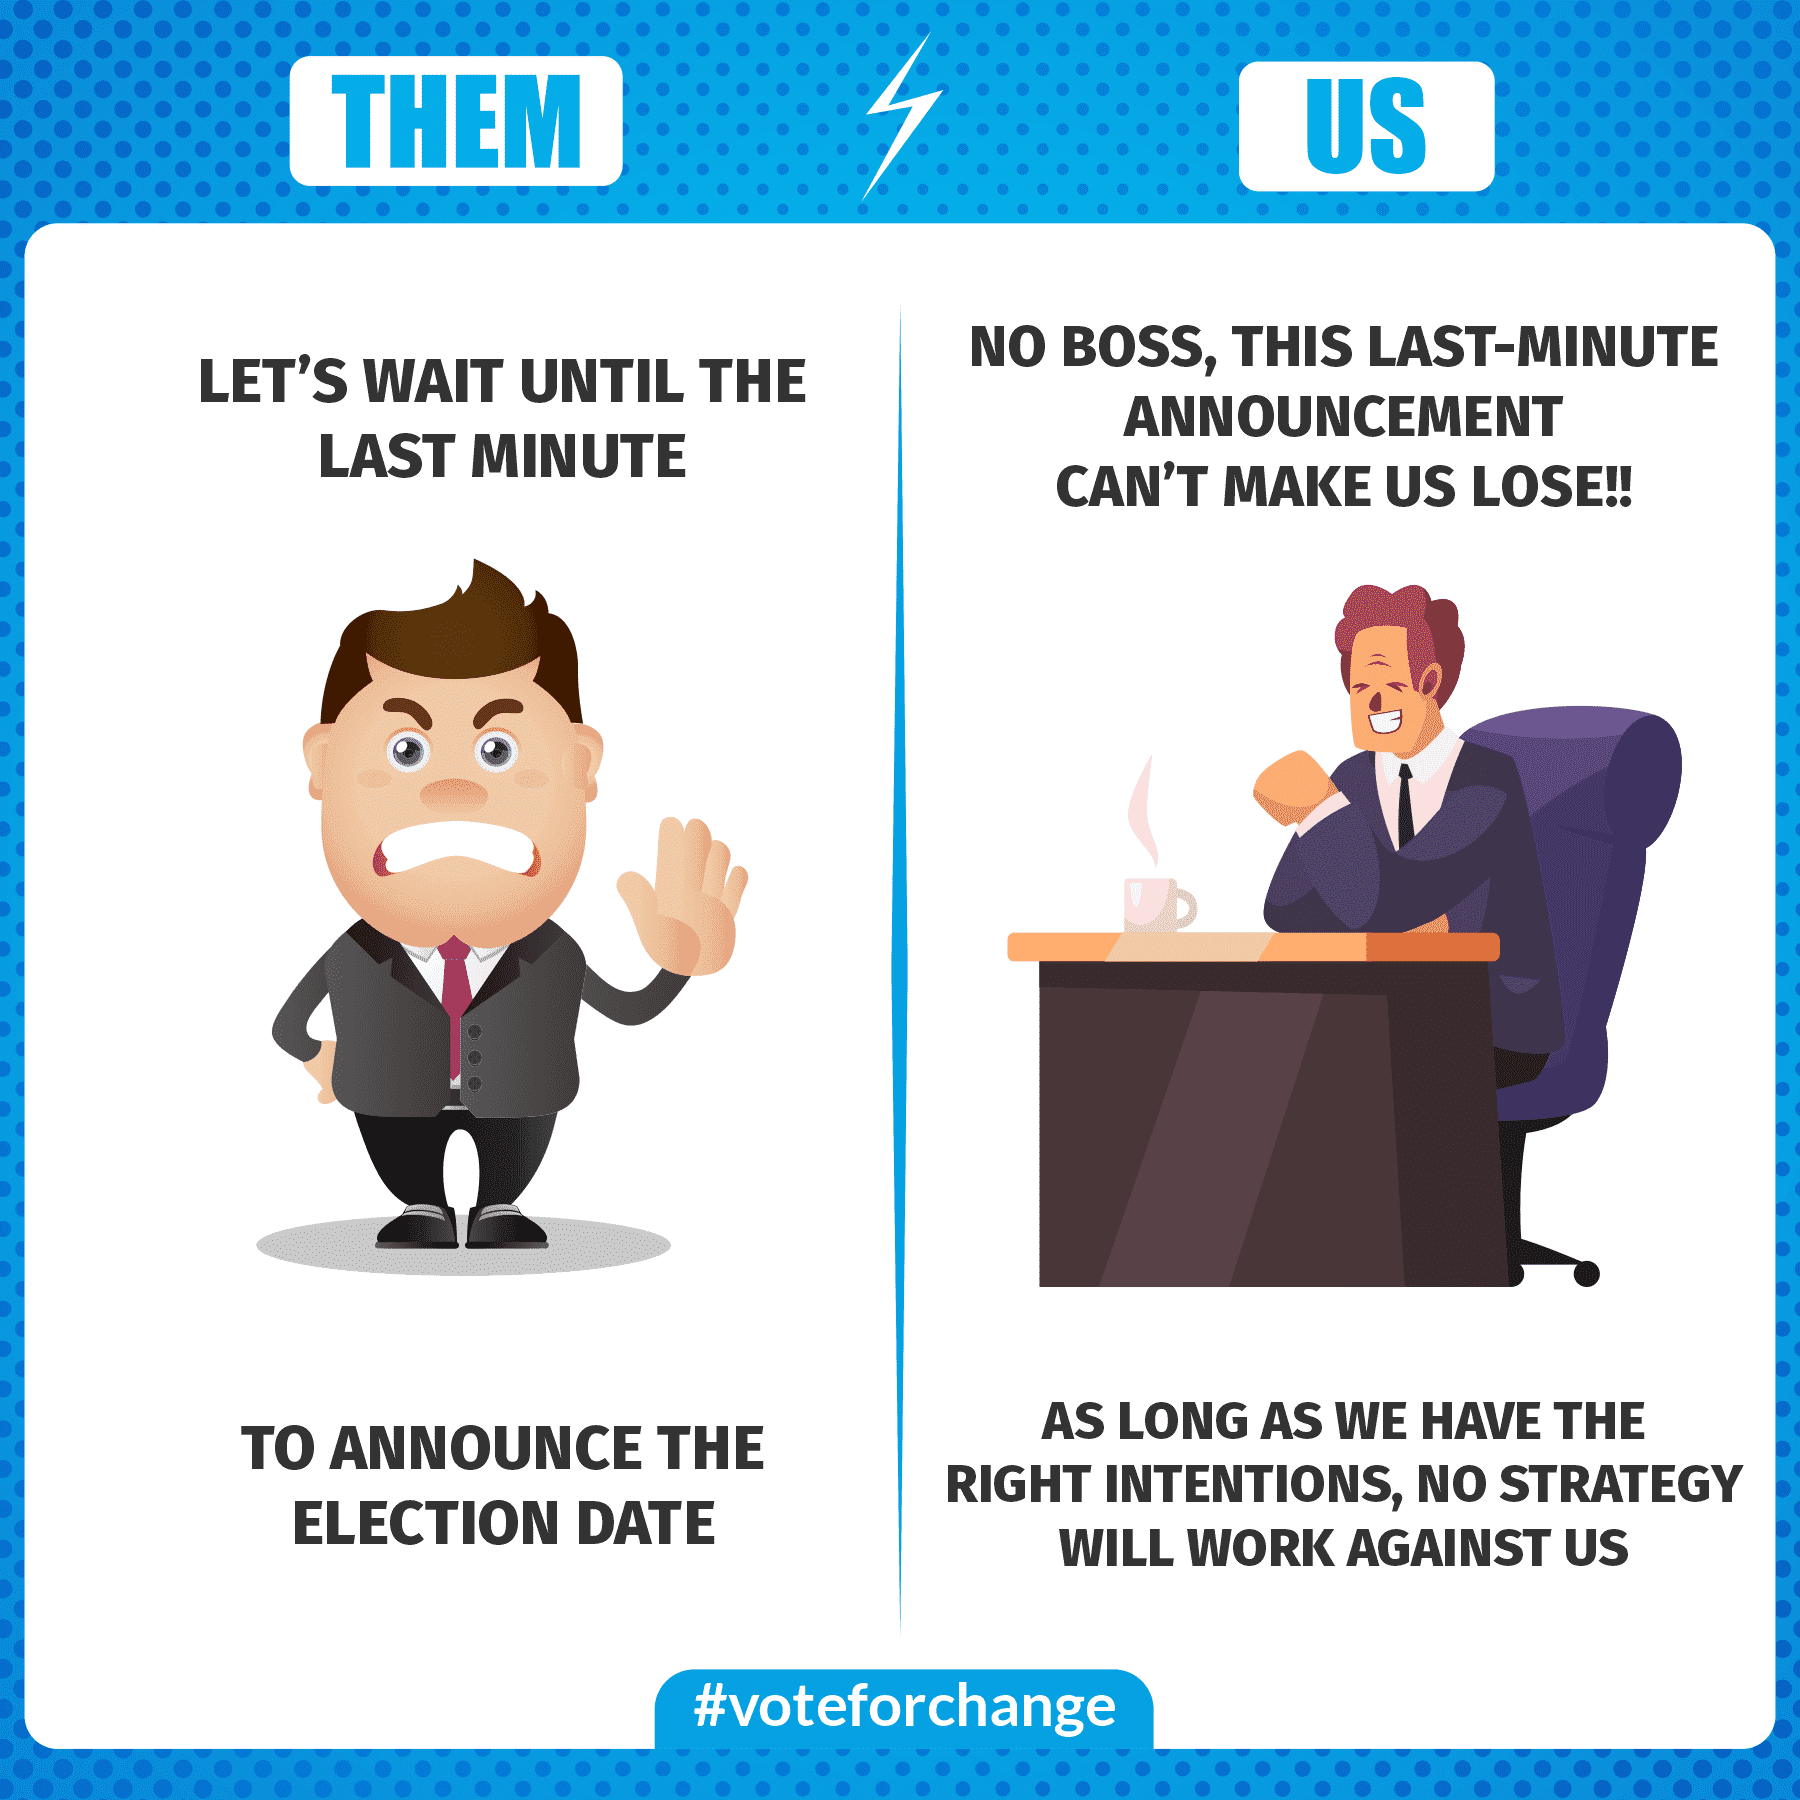 THEM
US
LET’S WAIT UNTIL THE
LAST MINUTE
TO ANNOUNCE THE
ELECTION DATE
NO BOSS, THIS LAST-MINUTE
ANNOUNCEMENT
CAN’T MAKE US LOSE!!
AS LONG AS WE HAVE THE
RIGHT INTENTIONS, NO STRATEGY
WILL WORK AGAINST US
#voteforchange